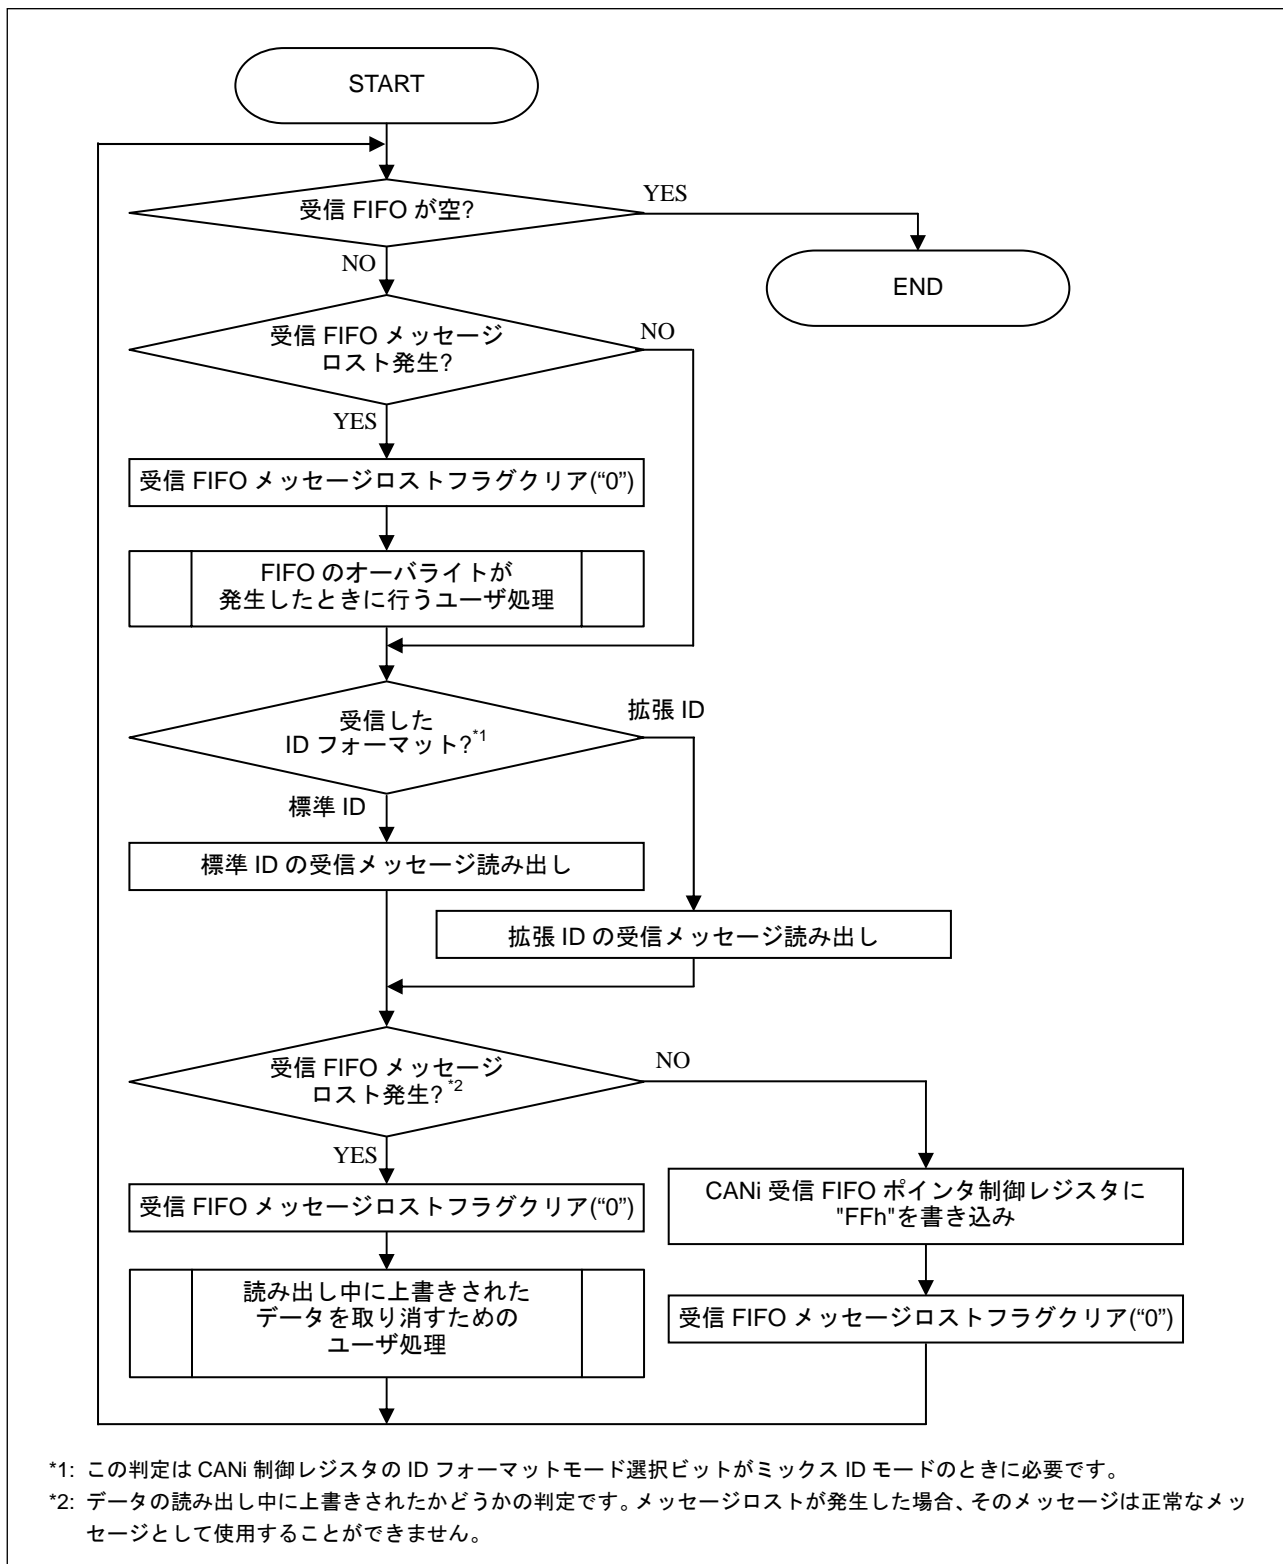 START
受信 FIFO が空?
YES
NO
END
受信 FIFO メッセージ
ロスト発生?
NO
YES
受信 FIFO メッセージロストフラグクリア(“0”)
FIFO のオーバライトが
発生したときに行うユーザ処理
受信した
ID フォーマット?*1
拡張 ID
標準 ID
標準 ID の受信メッセージ読み出し
拡張 ID の受信メッセージ読み出し
受信 FIFO メッセージ
ロスト発生?*2
NO
YES
受信 FIFO メッセージロストフラグクリア(“0”)
CANi 受信 FIFO ポインタ制御レジスタに
"FFh"を書き込み
読み出し中に上書きされた
データを取り消すための
ユーザ処理
受信 FIFO メッセージロストフラグクリア(“0”)
*1: この判定は CANi 制御レジスタの ID フォーマットモード選択ビットがミックス ID モードのときに必要です。
*2: データの読み出し中に上書きされたかどうかの判定です。メッセージロストが発生した場合、そのメッセージは正常なメッ
セージとして使用することができません。